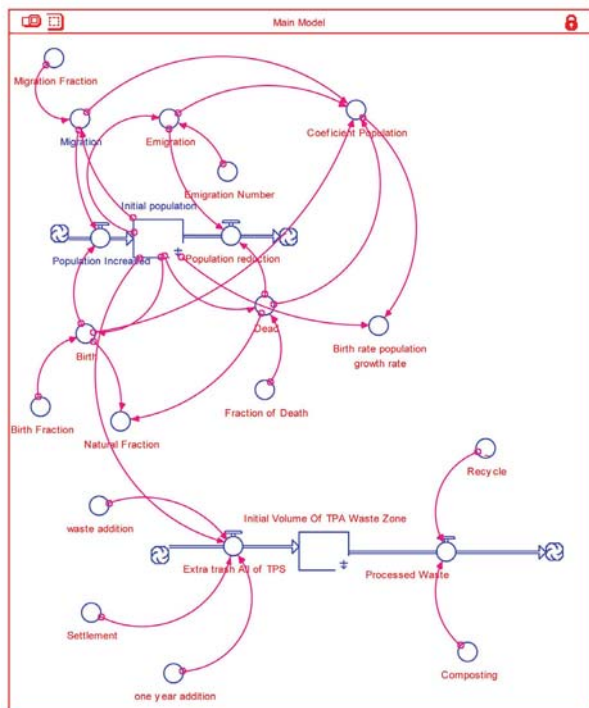 Main Model
Migration Fraction
Migration
Emigration
Coeficient Population
Emigration Number
Initial population
Population Increased
Population reduction
Birth
Dead
Birth rate population
growth rate
Birth Fraction
Natural Fraction
Fraction of Death
Recycle
waste addition
Initial Volume Of TPA Waste Zone
Extra trash All of TPS
Processed Waste
Settlement
one year addition
Composting